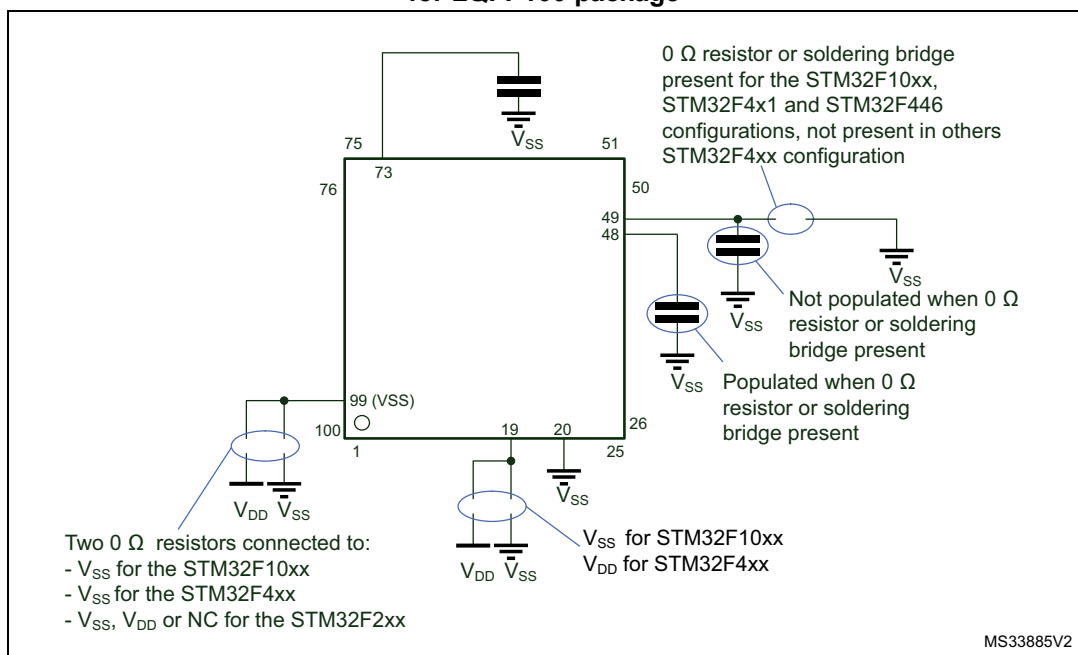 for LQFP100 package
0 Ω resistor or soldering bridge
present for the STM32F10xx,
STM32F4x1 and STM32F446
configurations, not present in others
STM32F4xx configuration
VSS
75
51
73
76
50
49
48
VSS
VSS
Not populated when 0 Ω
resistor or soldering
bridge present
VSS
Populated when 0 Ω
resistor or soldering
bridge present
99 (VSS)
100
1
19
20
26
25
VSS
VDD VSS
Two 0 Ω resistors connected to:
- VSS for the STM32F10xx
- VSS for the STM32F4xx
- VSS, VDD or NC for the STM32F2xx
VDD VSS
VSS for STM32F10xx
VDD for STM32F4xx
MS33885V2